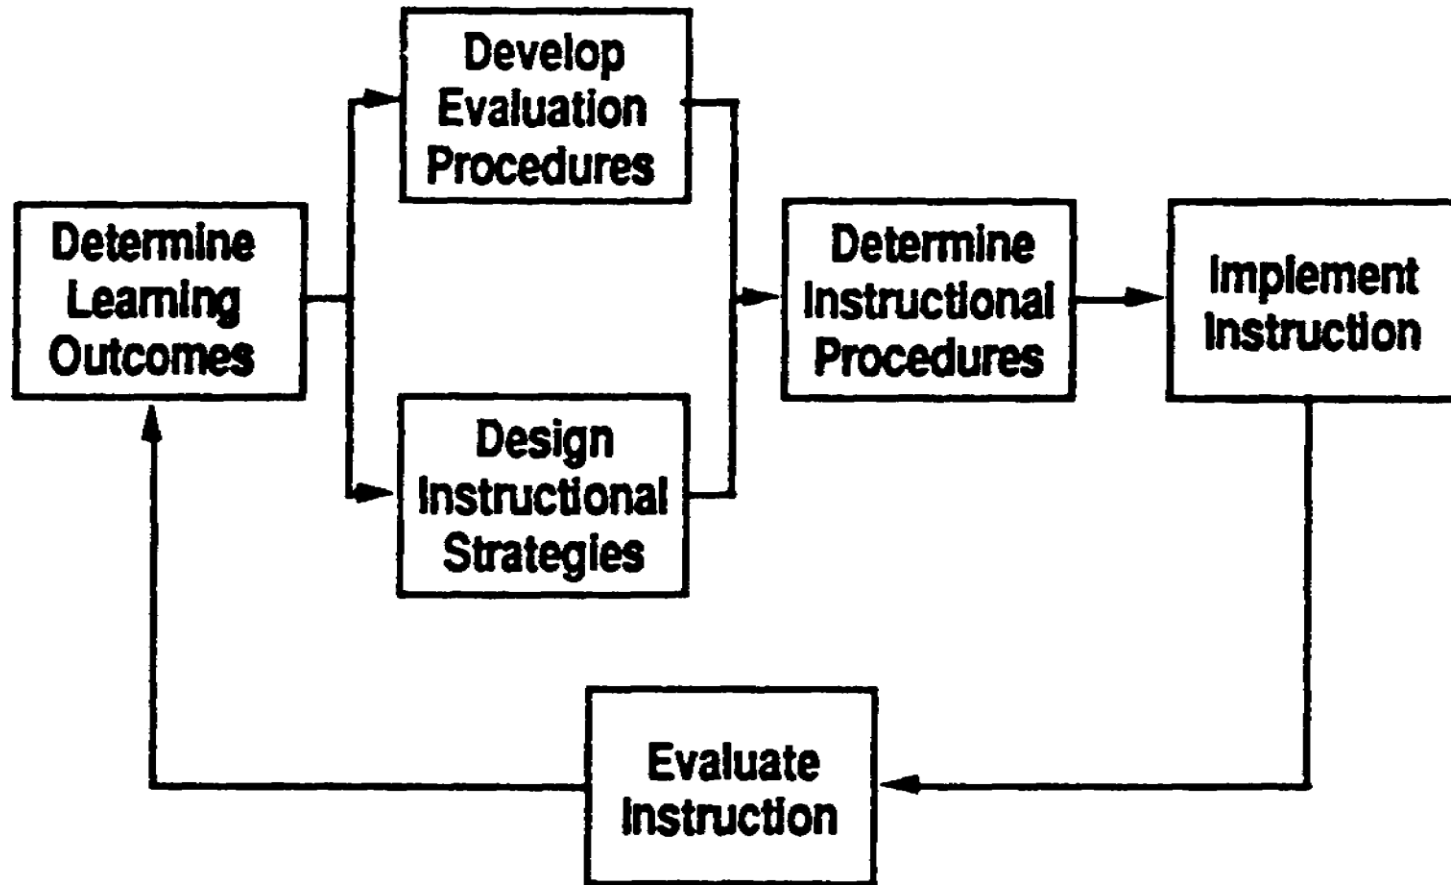 Develop
Evaluation
Procedures
Determine
Learning
Outcomes
Determine
Instructional
Procedures
Implement
Instruction
Design
Instructional
Strategies
Evaluate
Instruction